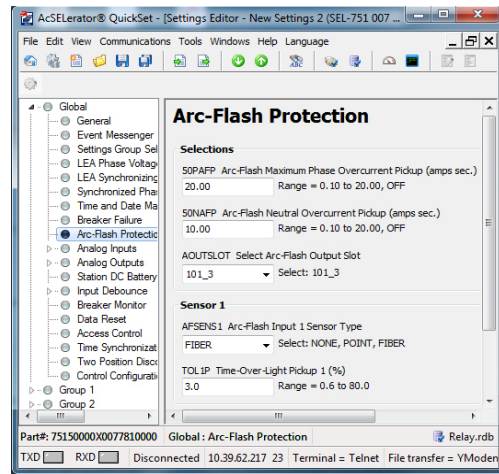 AcSELerator® QuickSet - [Settings Editor - New Settings 2 (SEL-751 007 ...
File Edit View Communications Tools Windows Help Language
Global
General
Event Messenger
Settings Group Sel
LEA Phase Voltag
LEA Synchronizing
Synchronized Pha
Time and Date Ma
Breaker Failure
Arc-Flash Protectic
Analog Inputs
Analog Outputs
Station DC Battery
Input Debounce
Breaker Monitor
Data Reset
Access Control
Time Synchronizat
Two Position Disco
Control Configurati
Group 1
Group 2
Arc-Flash Protection
Selections
50PAFP Arc-Flash Maximum Phase Overcurrent Pickup (amps sec.)
20.00 Range = 0.10 to 20.00, OFF
50NAFP Arc-Flash Neutral Overcurrent Pickup (amps sec.)
10.00 Range = 0.10 to 20.00, OFF
AOUTSLOT Select Arc-Flash Output Slot
101_3 Select: 101_3
Sensor 1
AFSENS1 Arc-Flash Input 1 Sensor Type
FIBER Select: NONE, POINT, FIBER
TOL1P Time-Over-Light Pickup 1 (%)
3.0 Range = 0.6 to 80.0
Part#: 75150000X0077810000 Global : Arc-Flash Protection Relay.rdb
TXD RXD Disconnected 10.39.62.217 23 Terminal = Telnet File transfer = YModen